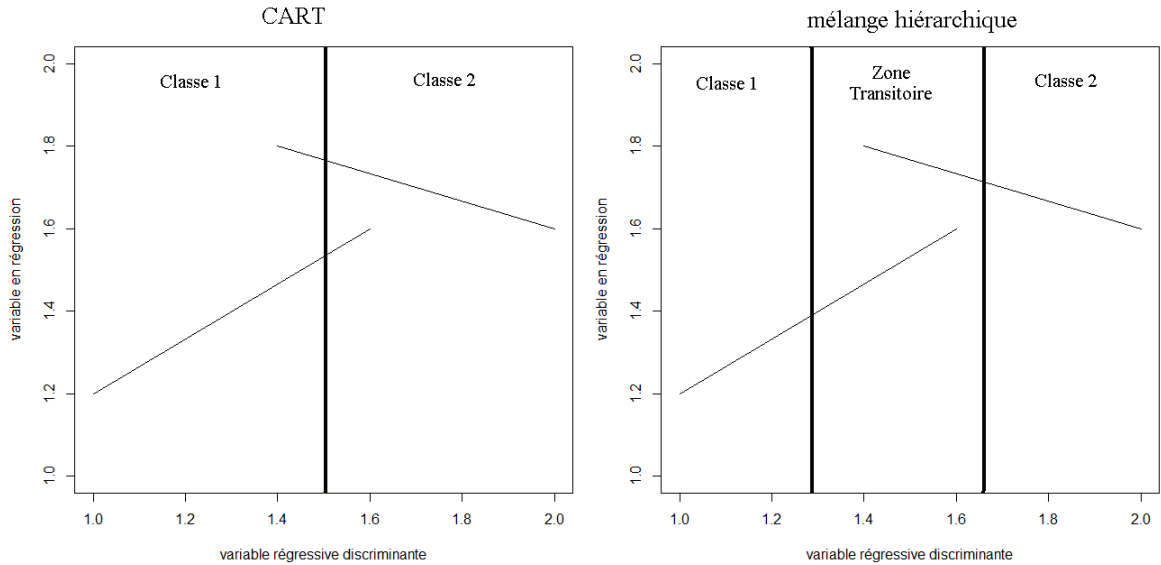 CART
Classe 1
Classe 2
2.0
1.8
1.6
1.4
1.2
1.0
variable en régression
1.0
1.2
1.4
1.6
1.8
2.0
variable régressive discriminante
mélange hiérarchique
Classe 1
Zone
Transitoire
Classe 2
2.0
1.8
1.6
1.4
1.2
1.0
variable en régression
1.0
1.2
1.4
1.6
1.8
2.0
variable régressive discriminante